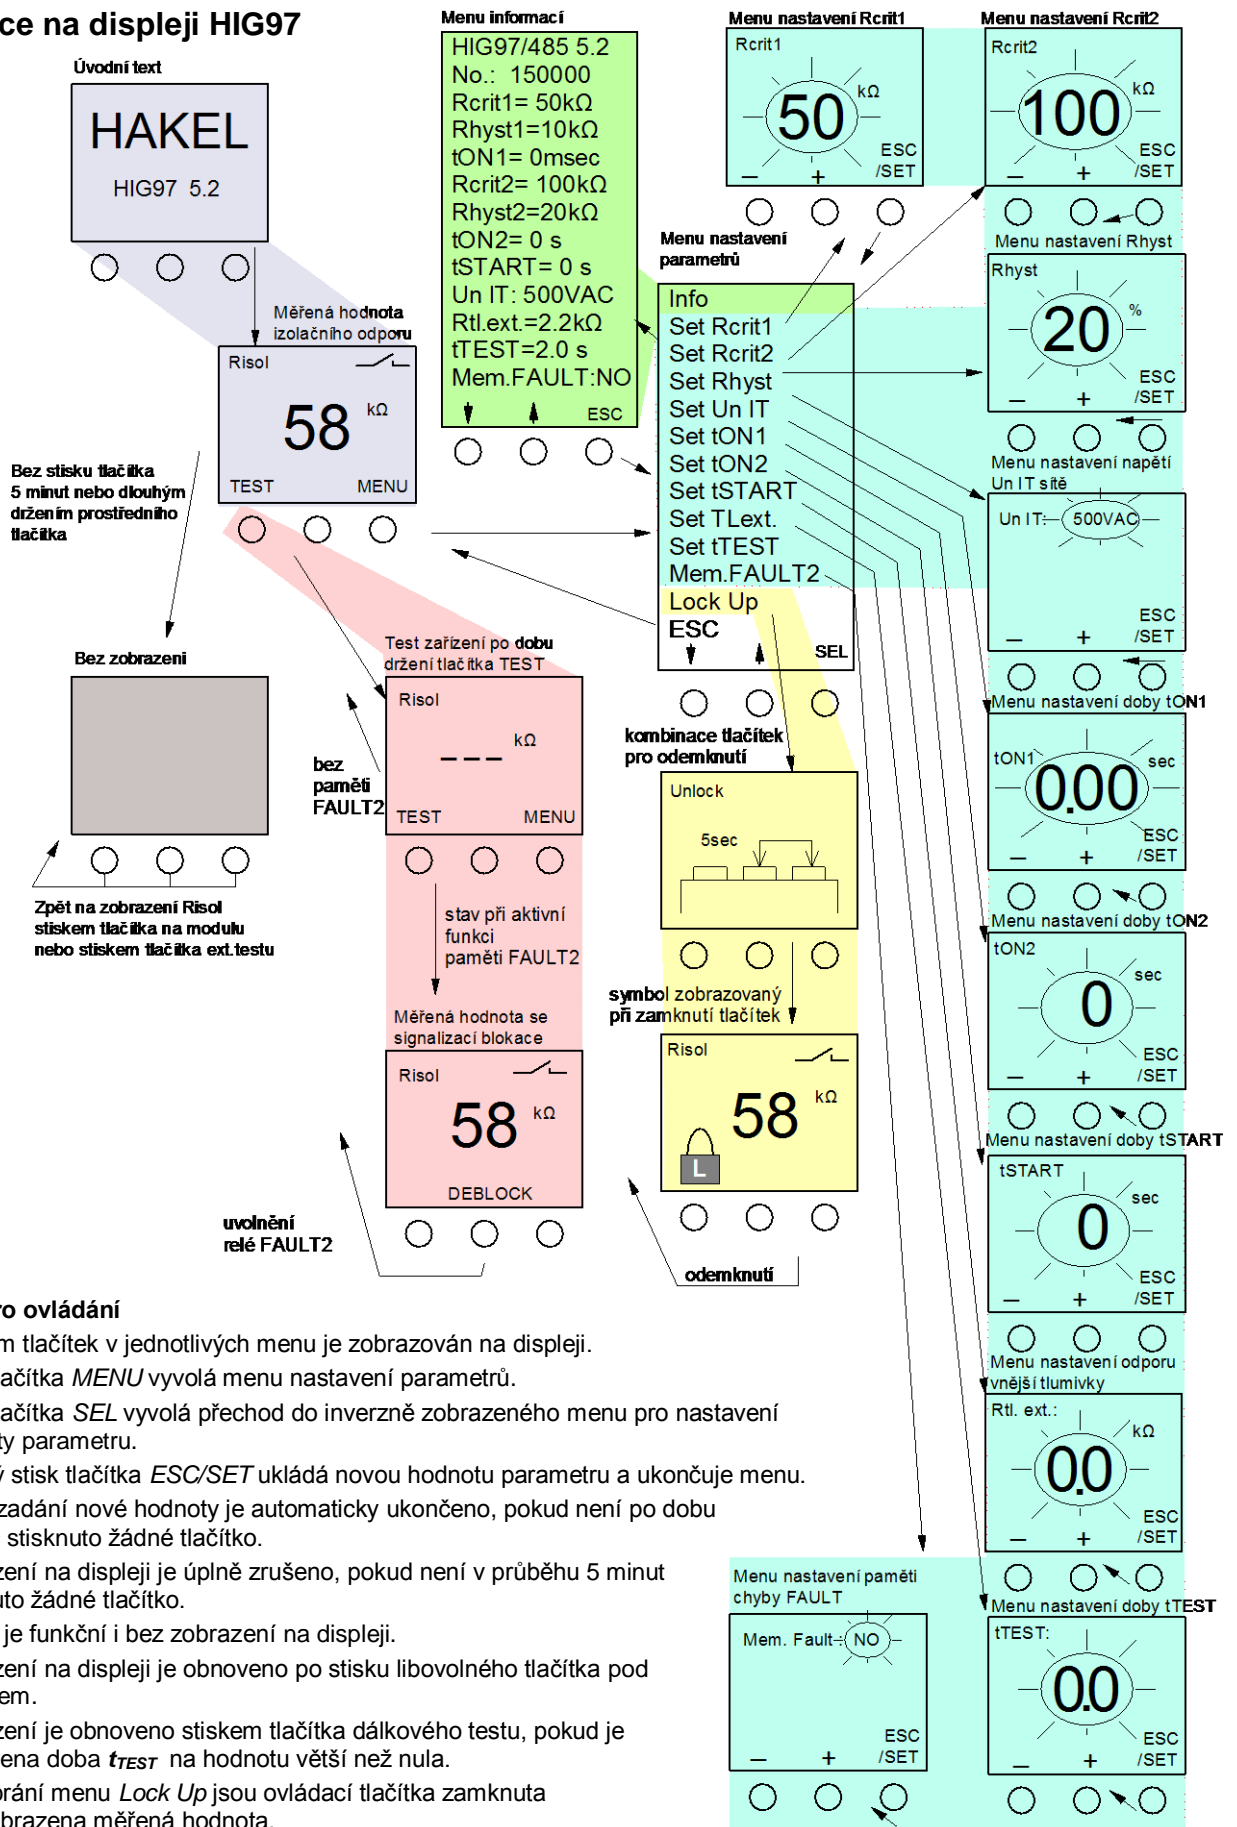 ce na displeji HIG97
Úvodní text
HAKEL
HIG97 5.2
Měřená hodnota
izolačního odporu
Risol
58 kΩ
TEST MENU
Bez stisku tlačítka
5 minut nebo dlouhým
držením prostředního
tlačítka
Bez zobrazení
Zpět na zobrazení Risol
stiskem tlačítka na modulu
nebo stiskem tlačítka ext.testu
Menu informací
HIG97/485 5.2
No.: 150000
Rcrit1= 50kΩ
Rhyst1=10kΩ
tON1= 0msec
Rcrit2= 100kΩ
Rhyst2=20kΩ
tON2= 0 s
tSTART= 0 s
Un IT: 500VAC
Rtl.ext.=2.2kΩ
tTEST=2.0 s
Mem.FAULT:NO
ESC
Test zařízení po dobu
držení tlačítka TEST
Risol
--- kΩ
TEST MENU
bez
paměti
FAULT2
stav při aktivní
funkci
paměti FAULT2
Měřená hodnota se
signalizací blokace
Risol
58 kΩ
DEBLOCK
uvolnění
relé FAULT2
Menu nastavení
parametrů
Info
Set Rcrit1
Set Rcrit2
Set Rhyst
Set Un IT
Set tON1
Set tON2
Set tSTART
Set TLext.
Set tTEST
Mem.FAULT2
Lock Up
ESC
SEL
kombinace tlačítek
pro odemknutí
Unlock
5sec
symbol zobrazovaný
při zamknutí tlačítek
Risol
58 kΩ
L
odemknutí
Menu nastavení Rcrit1
Rcrit1
50 kΩ
ESC
– + /SET
Menu nastavení Rcrit2
Rcrit2
100 kΩ
ESC
– + /SET
Menu nastavení Rhyst
Rhyst
20 %
ESC
– + /SET
Menu nastavení napětí
Un IT sítě
Un IT: 500VAC
ESC
– + /SET
Menu nastavení doby tON1
tON1
0.00 sec
ESC
– + /SET
Menu nastavení doby tON2
tON2
0 sec
ESC
– + /SET
Menu nastavení doby tSTART
tSTART
0 sec
ESC
– + /SET
Menu nastavení odporu
vnější tlumivky
Rtl. ext.:
0.0 kΩ
ESC
– + /SET
Menu nastavení doby tTEST
tTEST:
0.0
ESC
– + /SET
Menu nastavení paměti
chyby FAULT
Mem. Fault: NO
ESC
– + /SET
ro ovládání
m tlačítek v jednotlivých menu je zobrazován na displeji.
lačítka MENU vyvolá menu nastavení parametrů.
lačítka SEL vyvolá přechod do inverzně zobrazeného menu pro nastavení
ty parametru.
ý stisk tlačítka ESC/SET ukládá novou hodnotu parametru a ukončuje menu.
zadání nové hodnoty je automaticky ukončeno, pokud není po dobu
stisknuto žádné tlačítko.
zení na displeji je úplně zrušeno, pokud není v průběhu 5 minut
uto žádné tlačítko.
je funkční i bez zobrazení na displeji.
zení na displeji je obnoveno po stisku libovolného tlačítka pod
em.
zení je obnoveno stiskem tlačítka dálkového testu, pokud je
ena doba tTEST na hodnotu větší než nula.
brání menu Lock Up jsou ovládací tlačítka zamknuta
brazena měřená hodnota.